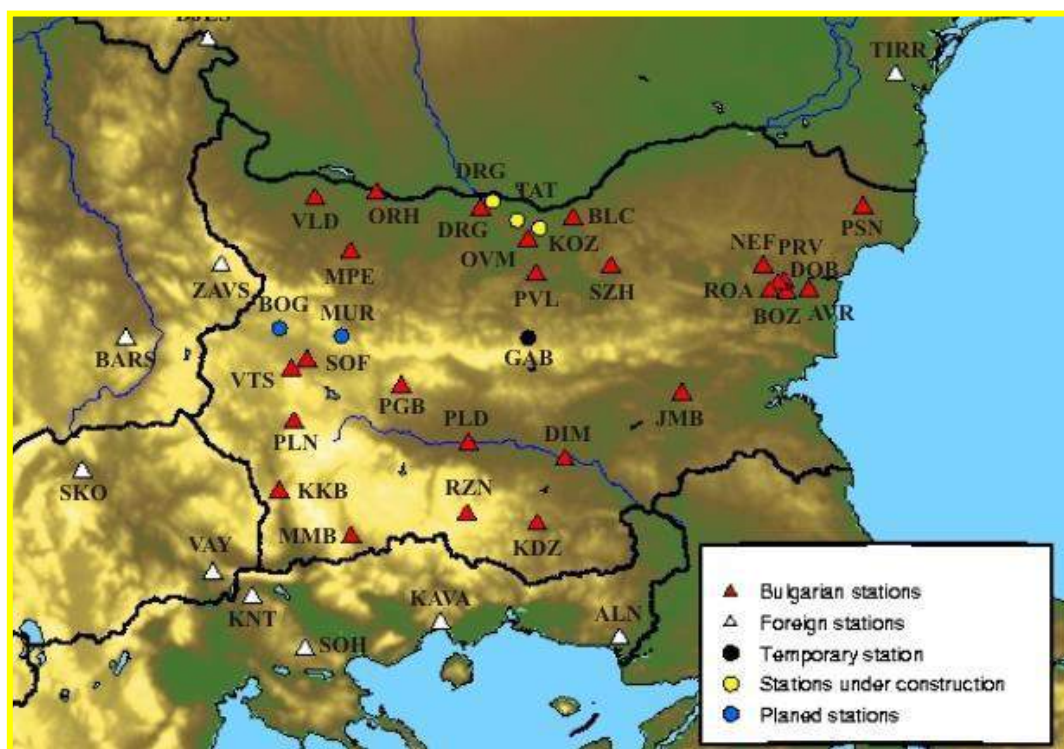 DJES
TIRR
DRG
TAT
VLD
ORH
DRG
BLC
KOZ
PSN
OVM
MPE
NEF
PRV
DOB
ZAVS
PVL
SZH
ROA
BOZ
AVR
BOG
MUR
BARS
GAB
SOF
VTS
PGB
JMB
PLN
PLD
DIM
SKO
KKB
RZN
MMB
KDZ
VAY
KNT
KAVA
ALN
SOH
Bulgarian stations
Foreign stations
Temporary station
Stations under construction
Planed stations